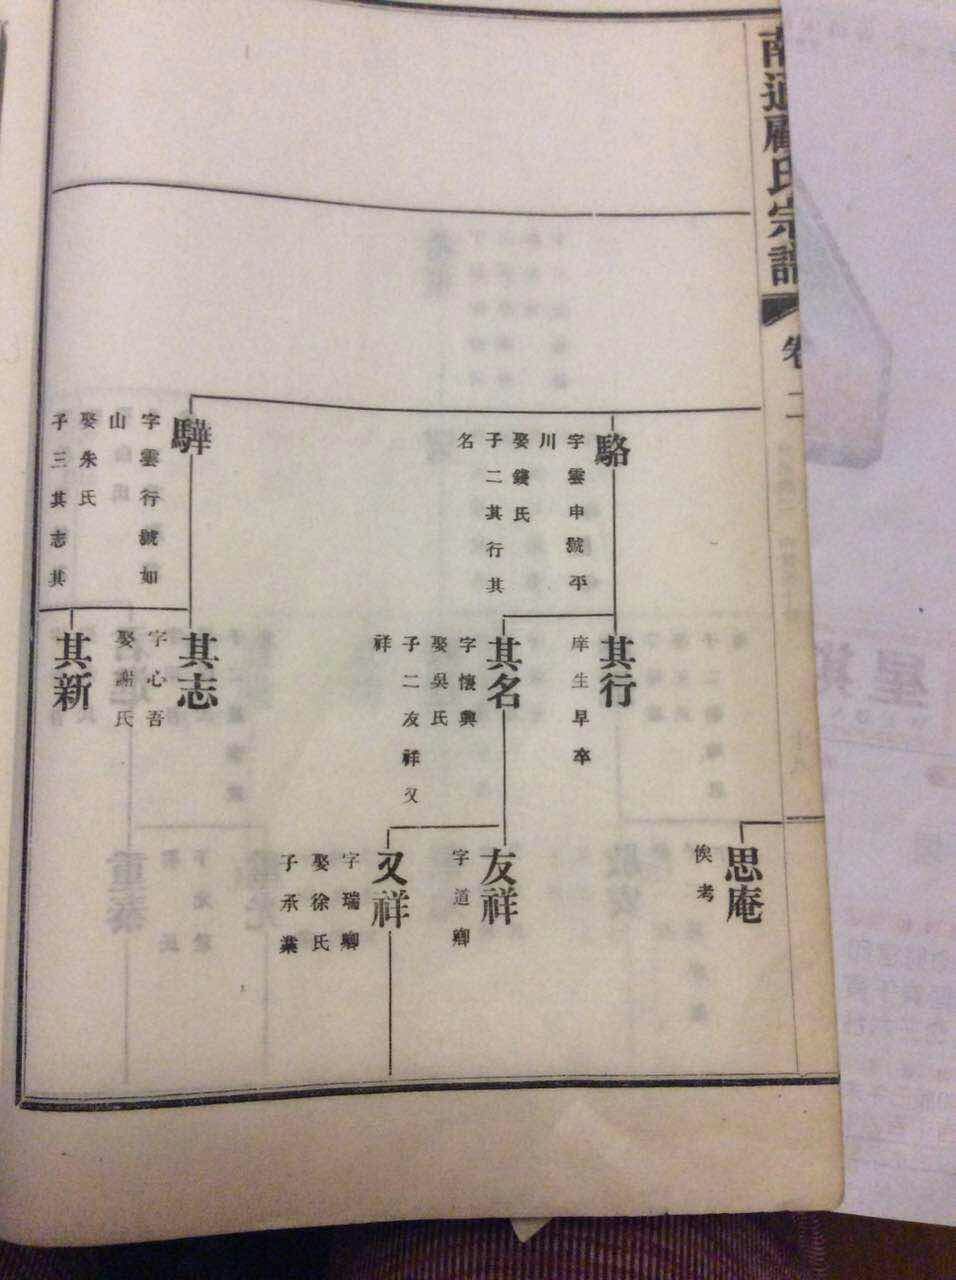 南通顧氏宗譜
卷二
駱
字雲申號平
川
娶錢氏
子二其行其
名
驊
字雲行號如
山
娶朱氏
子三其志其
其行
庠生早卒
其名
字懷興
娶吳氏
子二友祥又
祥
其志
字心吾
娶謝氏
其新
思庵
俟考
友祥
字道卿
又祥
字瑞卿
娶徐氏
子承業